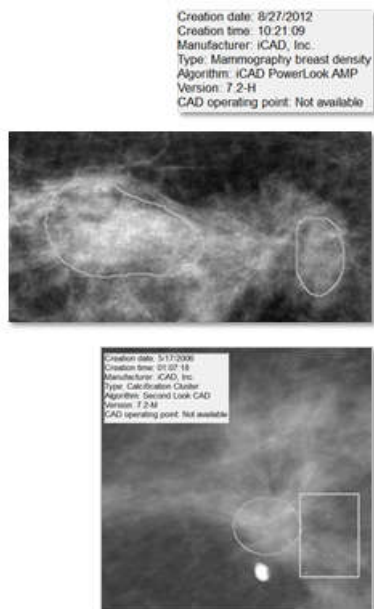 Creation date: 8/27/2012
Creation time: 10:21:09
Manufacturer: iCAD, Inc.
Type: Mammography breast density
Algorithm: iCAD PowerLook AMP
Version: 7.2-H
CAD operating point: Not available
Creation date: 5/17/2006
Creation time: 01:07:18
Manufacturer: iCAD, Inc.
Type: Calcification Cluster
Algorithm: Second Look CAD
Version: 7.2-M
CAD operating point: Not available